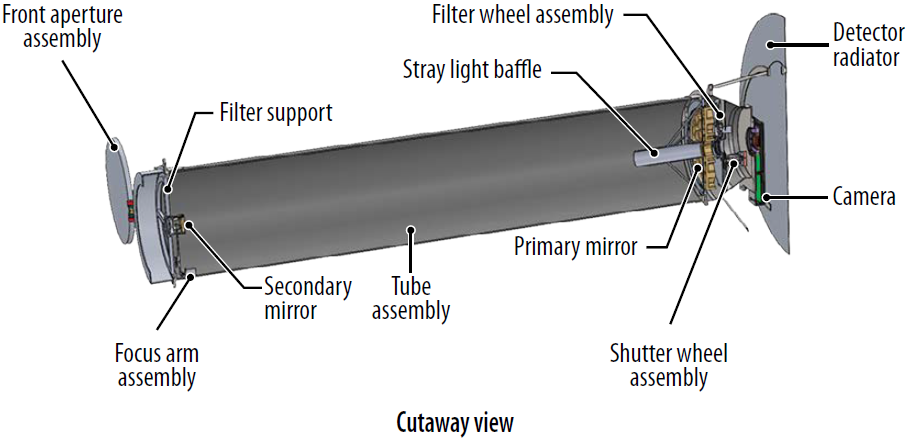 Front aperture
assembly
Filter wheel assembly
Detector
radiator
Stray light baffle
Filter support
Camera
Primary mirror
Secondary
mirror
Tube
assembly
Focus arm
assembly
Shutter wheel
assembly
Cutaway view